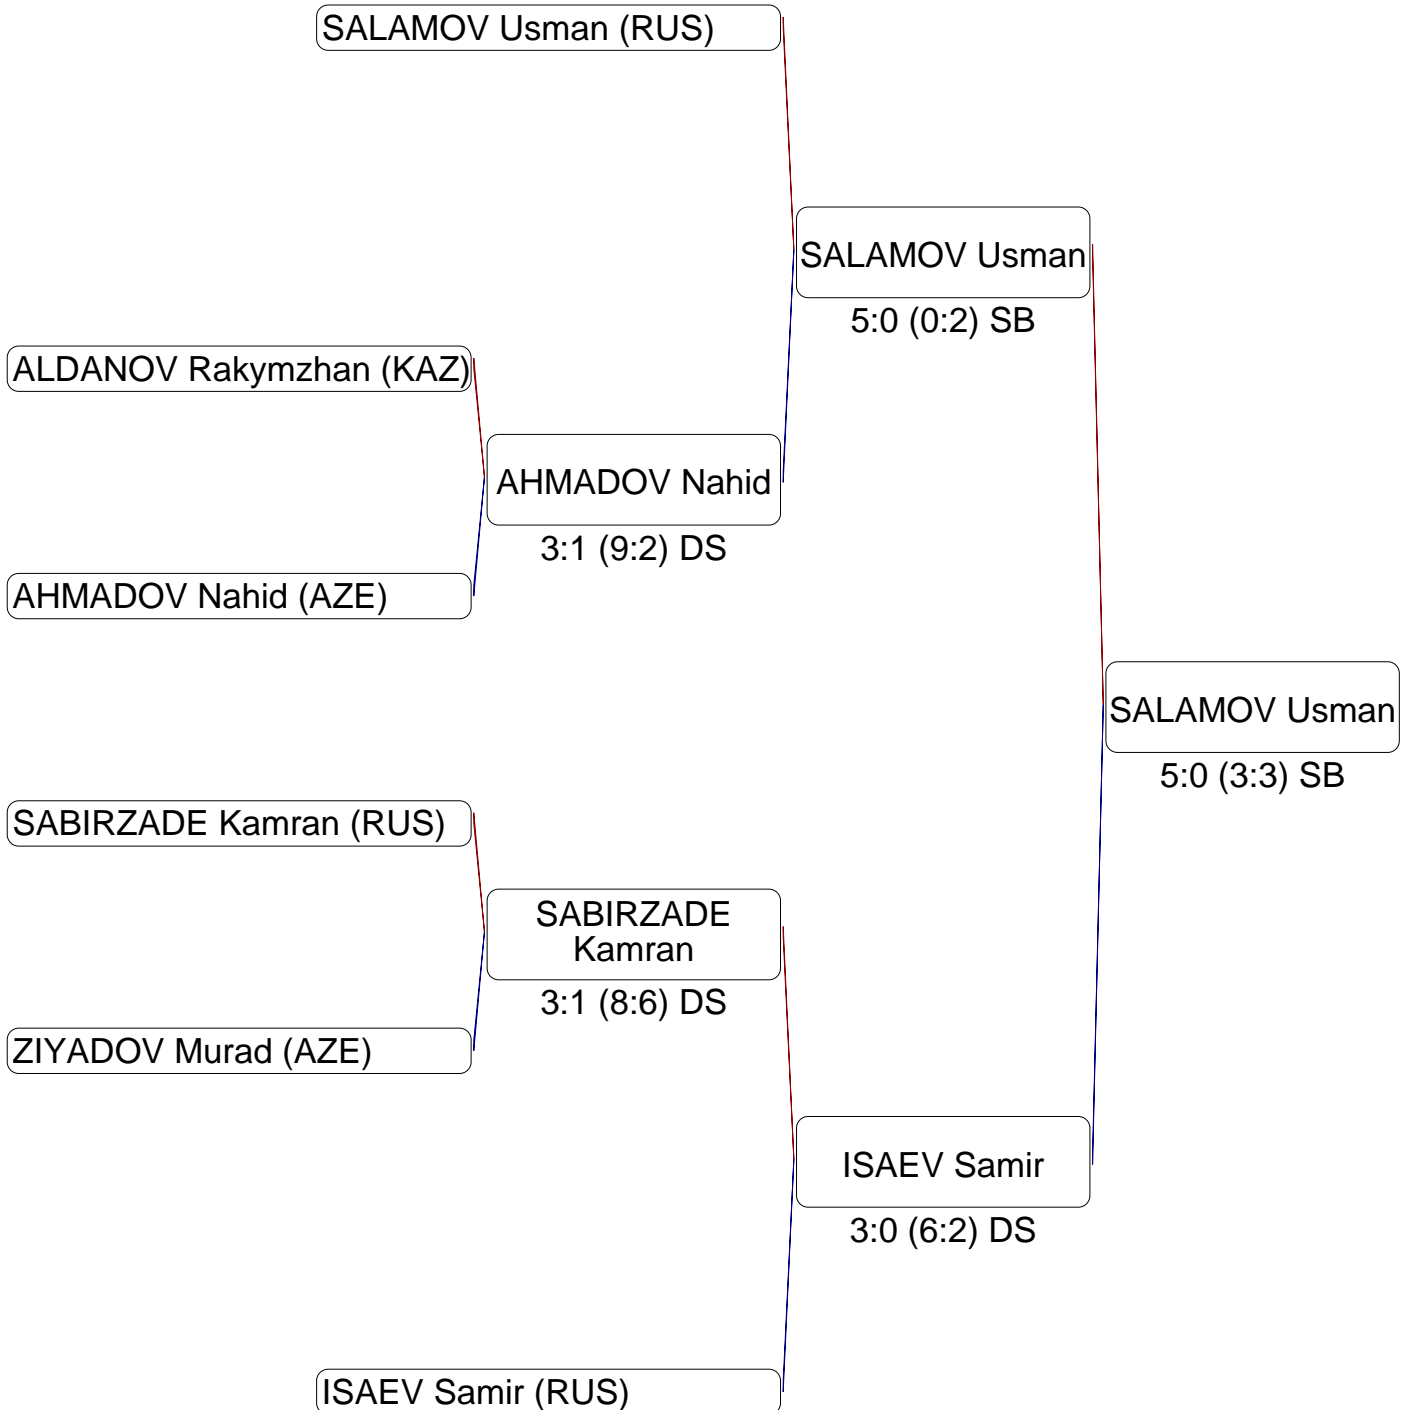 SALAMOV Usman (RUS)
SALAMOV Usman
5:0 (0:2) SB
ALDANOV Rakymzhan (KAZ)
AHMADOV Nahid
3:1 (9:2) DS
AHMADOV Nahid (AZE)
SALAMOV Usman
5:0 (3:3) SB
SABIRZADE Kamran (RUS)
SABIRZADE
Kamran
3:1 (8:6) DS
ZIYADOV Murad (AZE)
ISAEV Samir
3:0 (6:2) DS
ISAEV Samir (RUS)